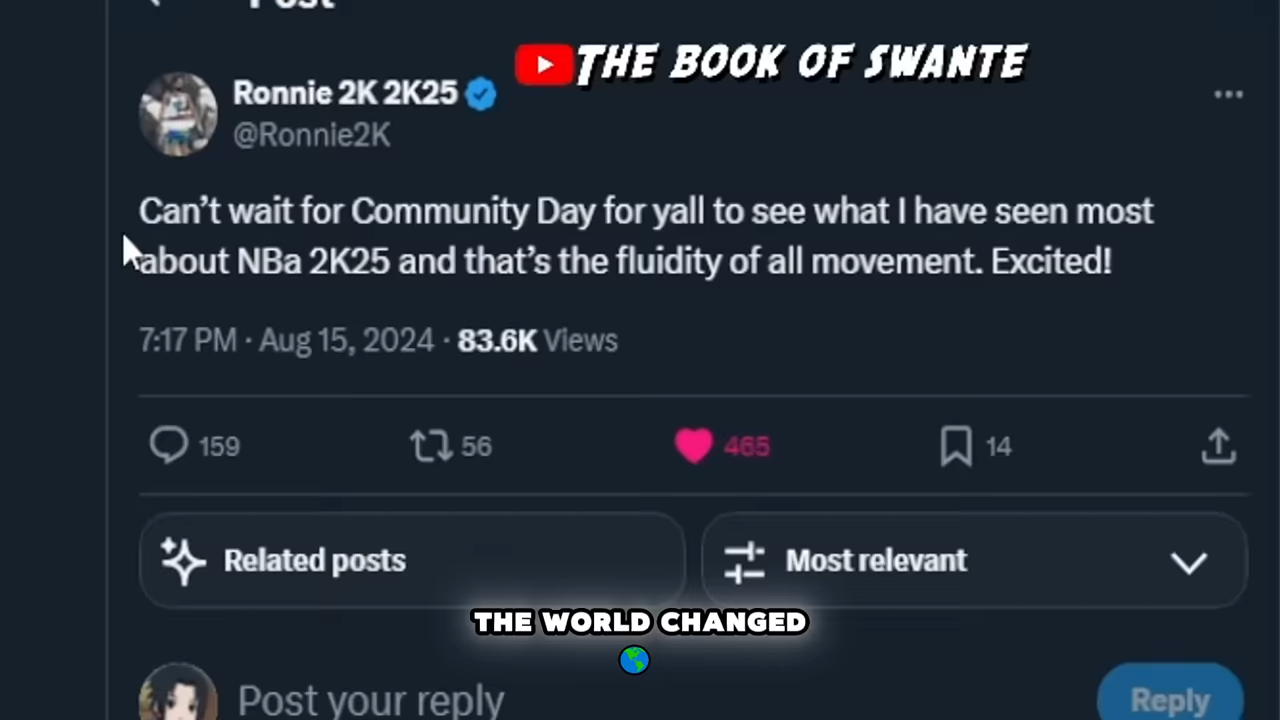 Post
THE BOOK OF SWANTE
Ronnie 2K 2K25
@Ronnie2K
Can't wait for Community Day for yall to see what I have seen most
about NBa 2K25 and that's the fluidity of all movement. Excited!
7:17 PM · Aug 15, 2024 · 83.6K Views
159 56 465 14
Related posts Most relevant
THE WORLD CHANGED
Post your reply Reply